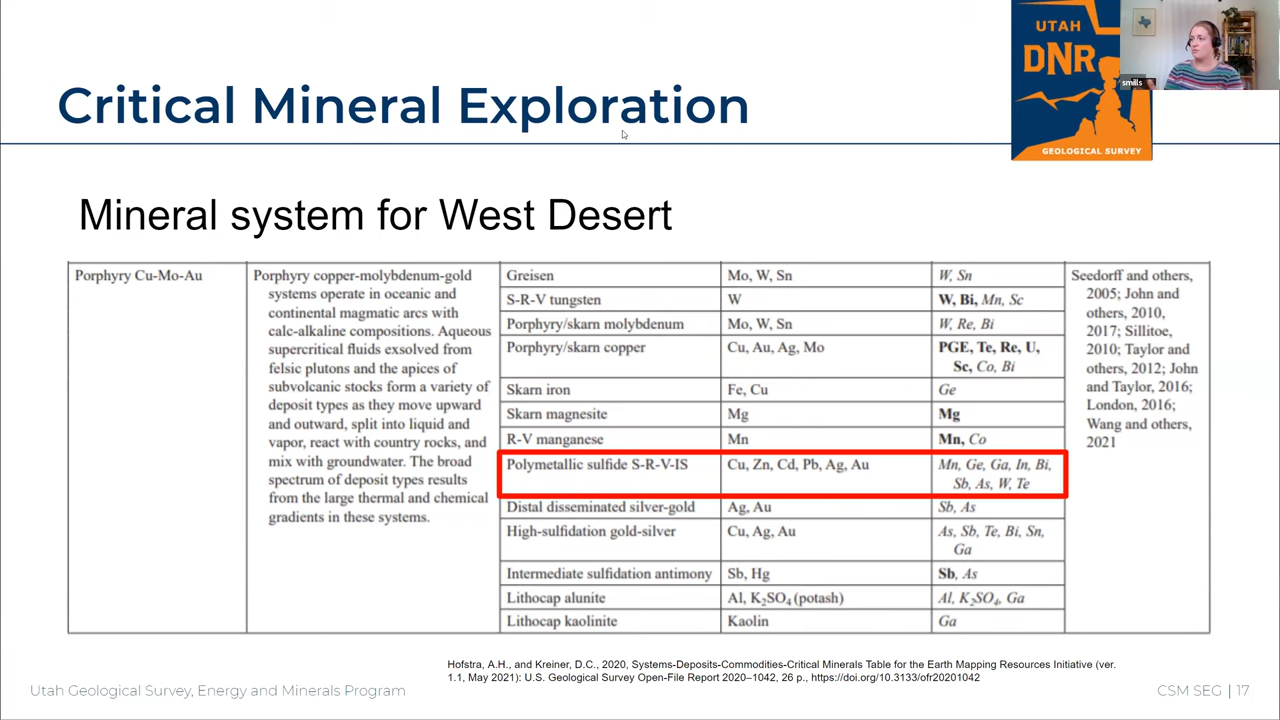 UTAH
DNR
GEOLOGICAL SURVEY
smills
Critical Mineral Exploration
Mineral system for West Desert
Porphyry Cu-Mo-Au
Porphyry copper-molybdenum-gold
systems operate in oceanic and
continental magmatic arcs with
calc-alkaline compositions. Aqueous
supercritical fluids exsolved from
felsic plutons and the apices of
subvolcanic stocks form a variety of
deposit types as they move upward
and outward, split into liquid and
vapor, react with country rocks, and
mix with groundwater. The broad
spectrum of deposit types results
from the large thermal and chemical
gradients in these systems.
Greisen Mo, W, Sn W, Sn
S-R-V tungsten W W, Bi, Mn, Sc
Porphyry/skarn molybdenum Mo, W, Sn W, Re, Bi
Porphyry/skarn copper Cu, Au, Ag, Mo PGE, Te, Re, U,
Sc, Co, Bi
Skarn iron Fe, Cu Ge
Skarn magnesite Mg Mg
R-V manganese Mn Mn, Co
Polymetallic sulfide S-R-V-IS Cu, Zn, Cd, Pb, Ag, Au Mn, Ge, Ga, In, Bi,
Sb, As, W, Te
Distal disseminated silver-gold Ag, Au Sb, As
High-sulfidation gold-silver Cu, Ag, Au As, Sb, Te, Bi, Sn,
Ga
Intermediate sulfidation antimony Sb, Hg Sb, As
Lithocap alunite Al, K₂SO₄ (potash) Al, K₂SO₄, Ga
Lithocap kaolinite Kaolin Ga
Seedorff and others,
2005; John and
others, 2010,
2017; Sillitoe,
2010; Taylor and
others, 2012; John
and Taylor, 2016;
London, 2016;
Wang and others,
2021
Hofstra, A.H., and Kreiner, D.C., 2020, Systems-Deposits-Commodities-Critical Minerals Table for the Earth Mapping Resources Initiative (ver.
1.1, May 2021): U.S. Geological Survey Open-File Report 2020–1042, 26 p., https://doi.org/10.3133/ofr20201042
Utah Geological Survey, Energy and Minerals Program
CSM SEG | 17